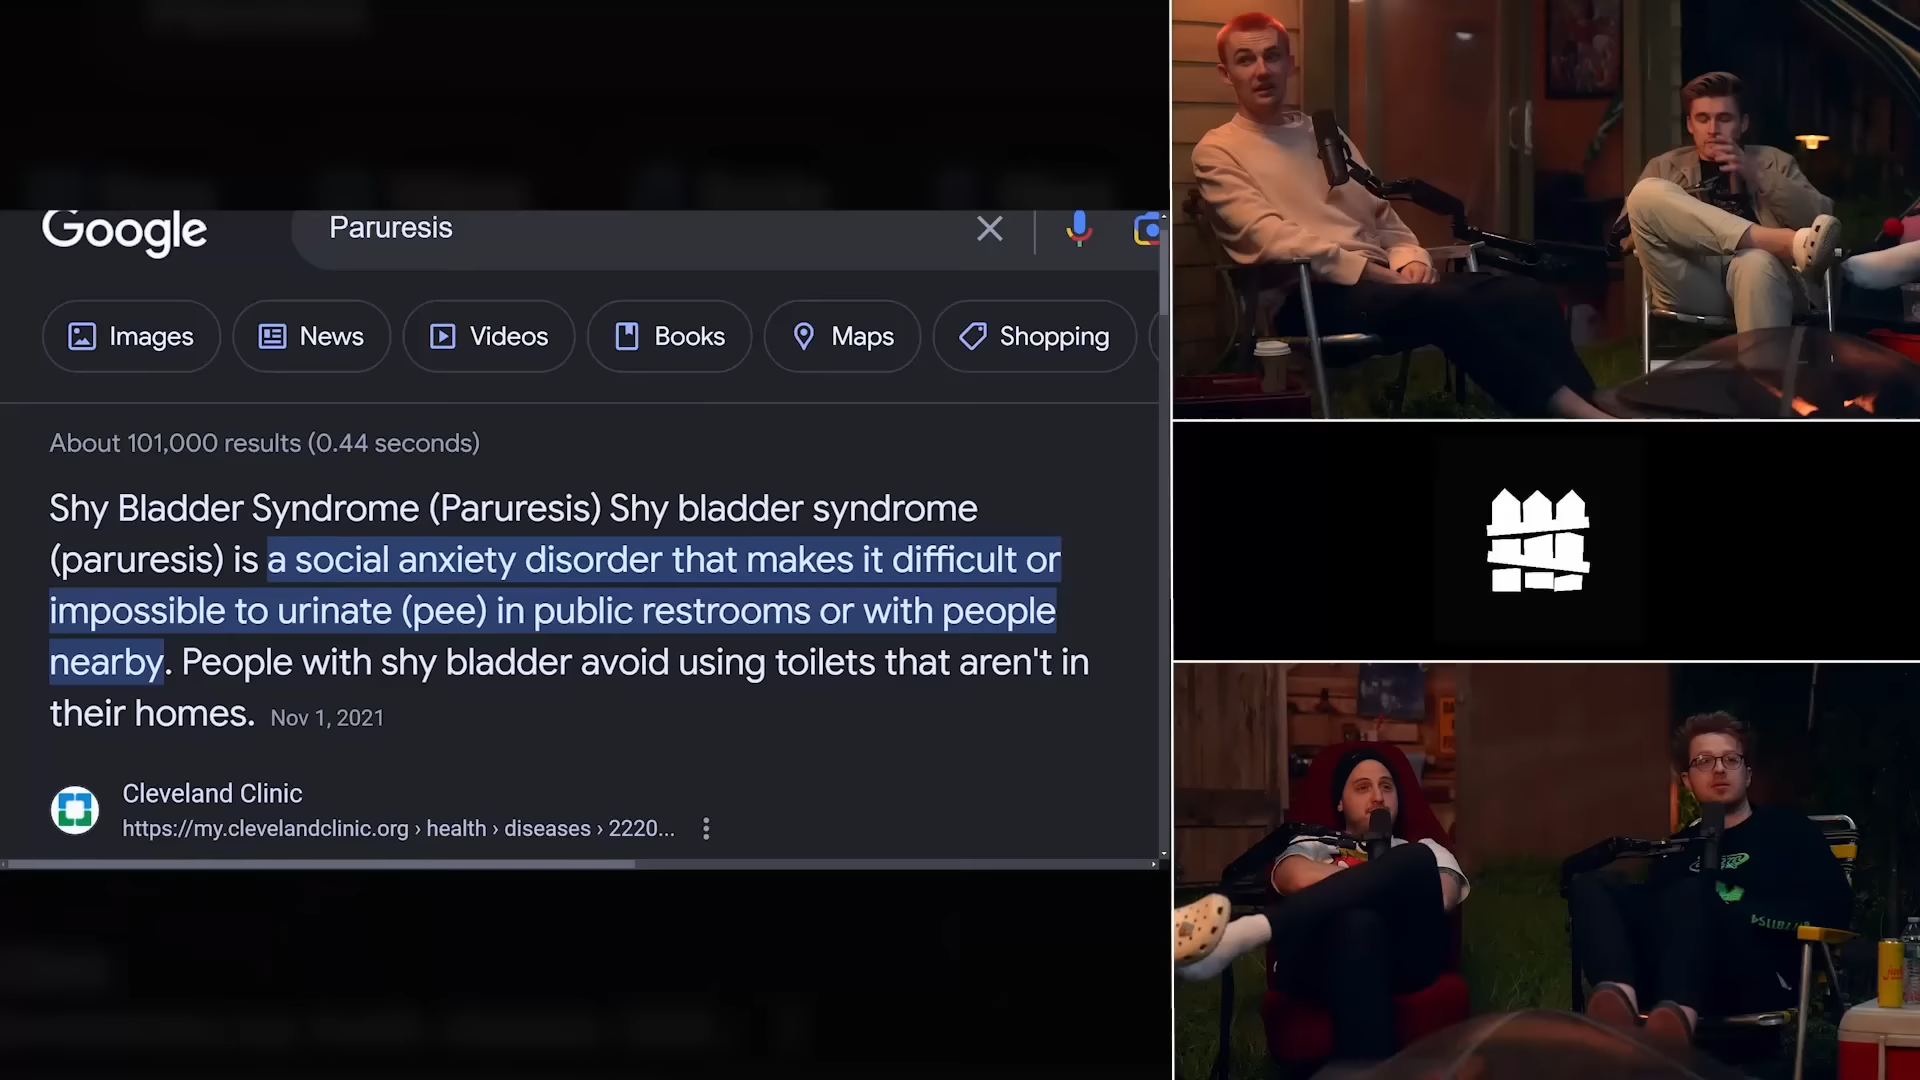 Google
Paruresis
Images News Videos Books Maps Shopping
About 101,000 results (0.44 seconds)
Shy Bladder Syndrome (Paruresis) Shy bladder syndrome
(paruresis) is a social anxiety disorder that makes it difficult or
impossible to urinate (pee) in public restrooms or with people
nearby. People with shy bladder avoid using toilets that aren't in
their homes. Nov 1, 2021
Cleveland Clinic
https://my.clevelandclinic.org › health › diseases › 2220...